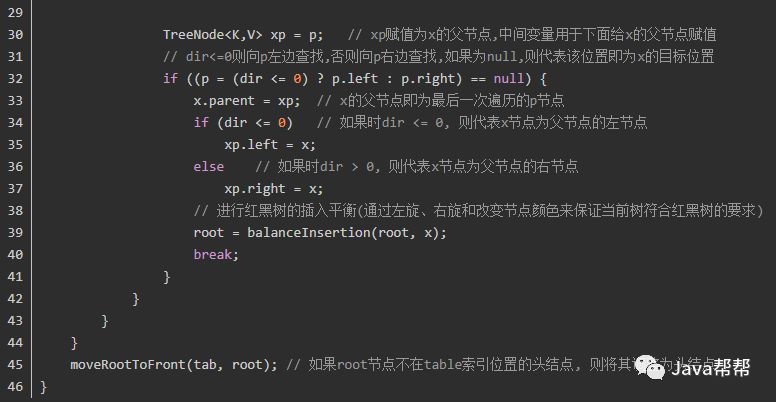 29
30 TreeNode<K,V> xp = p; // xp赋值为x的父节点,中间变量用于下面给x的父节点赋值
31 // dir<=0则向p左边查找,否则向p右边查找,如果为null,则代表该位置即为x的目标位置
32 if ((p = (dir <= 0) ? p.left : p.right) == null) {
33 x.parent = xp; // x的父节点即为最后一次遍历的p节点
34 if (dir <= 0) // 如果时dir <= 0, 则代表x节点为父节点的左节点
35 xp.left = x;
36 else // 如果时dir > 0, 则代表x节点为父节点的右节点
37 xp.right = x;
38 // 进行红黑树的插入平衡(通过左旋、右旋和改变节点颜色来保证当前树符合红黑树的要求)
39 root = balanceInsertion(root, x);
40 break;
41 }
42 }
43 }
44 }
45 moveRootToFront(tab, root); // 如果root节点不在table索引位置的头结点, 则将其为头结点
46 }
Java帮帮